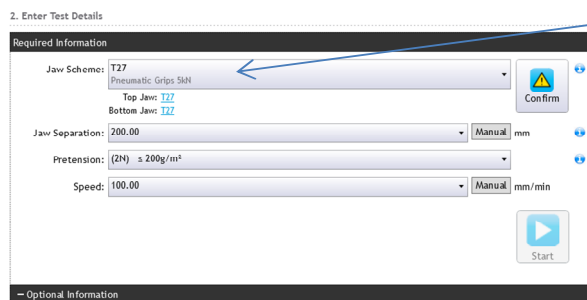 2. Enter Test Details
Required Information
Jaw Scheme: T27
Pneumatic Grips 5kN
Top Jaw: T27
Bottom Jaw: T27
Confirm
Jaw Separation: 200.00 Manual mm
Pretension: (2N) ≤ 200g/m²
Speed: 100.00 Manual mm/min
Start
− Optional Information